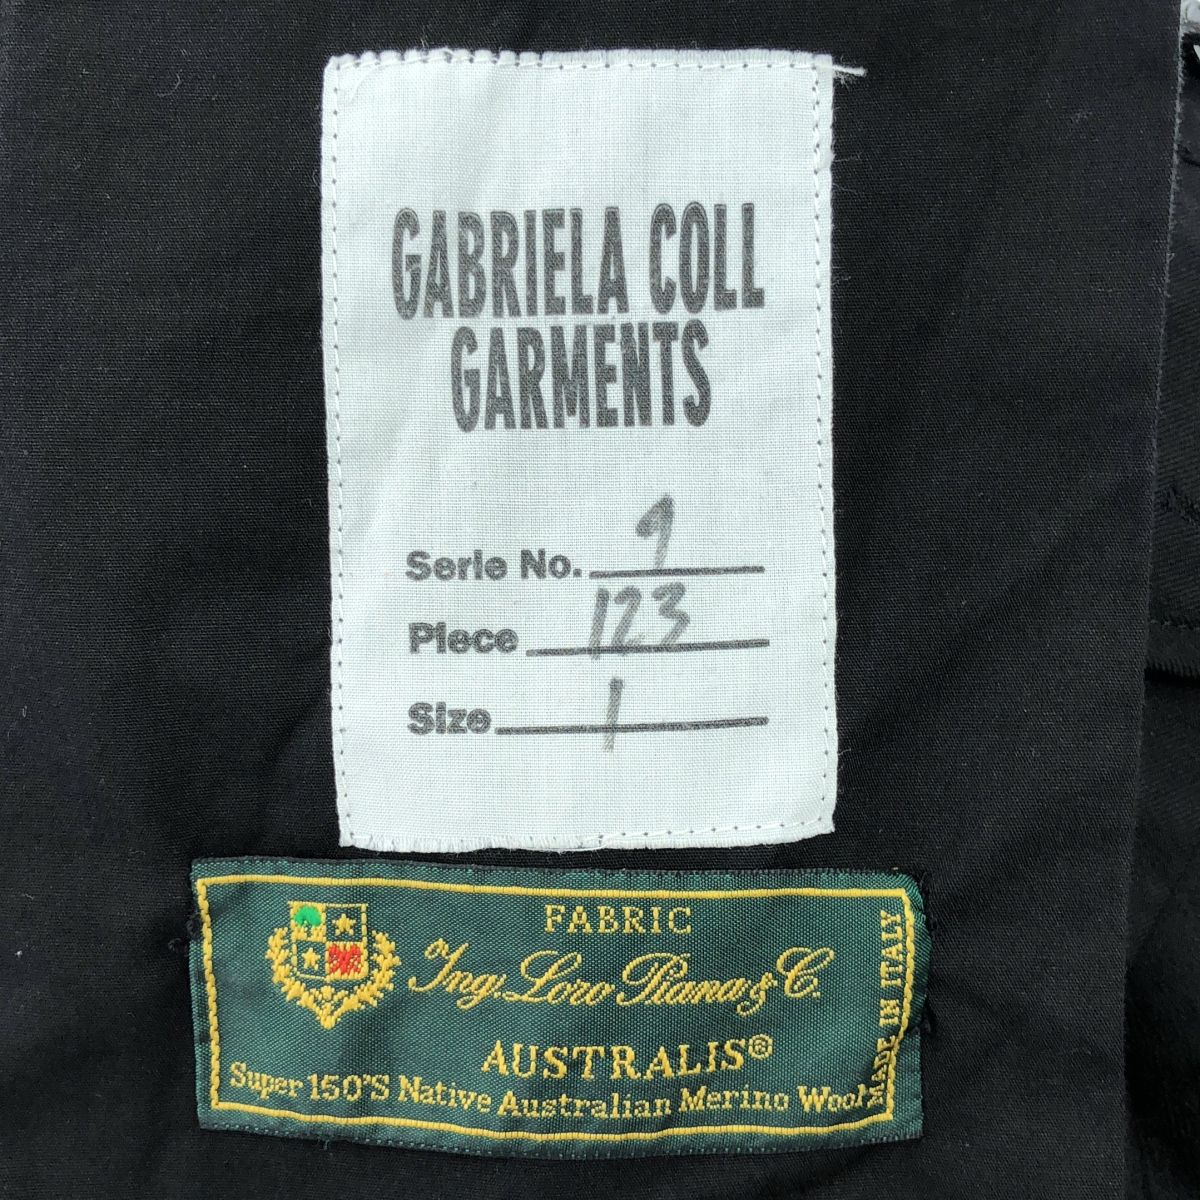 GABRIELA COLL
GARMENTS
Serie No. 7
Piece 123
Size 1
FABRIC
Ing. Loro Piana & C.
AUSTRALIS®
Super 150'S Native Australian Merino Wool
MADE IN ITALY